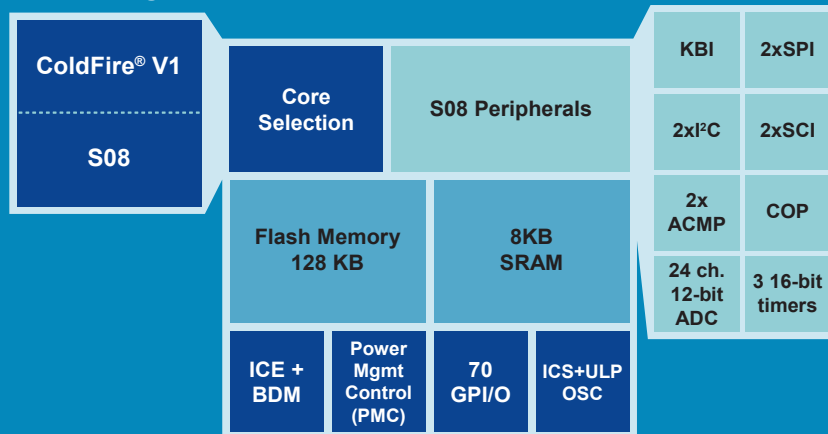 ColdFire® V1
S08
Core
Selection
S08 Peripherals
KBI
2xSPI
2xI²C
2xSCI
2x
ACMP
COP
24 ch.
12-bit
ADC
3 16-bit
timers
Flash Memory
128 KB
8KB
SRAM
ICE +
BDM
Power
Mgmt
Control
(PMC)
70
GPI/O
ICS+ULP
OSC